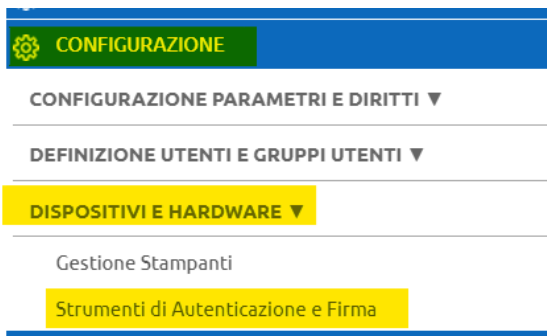 CONFIGURAZIONE
CONFIGURAZIONE PARAMETRI E DIRITTI ▼
DEFINIZIONE UTENTI E GRUPPI UTENTI ▼
DISPOSITIVI E HARDWARE ▼
Gestione Stampanti
Strumenti di Autenticazione e Firma